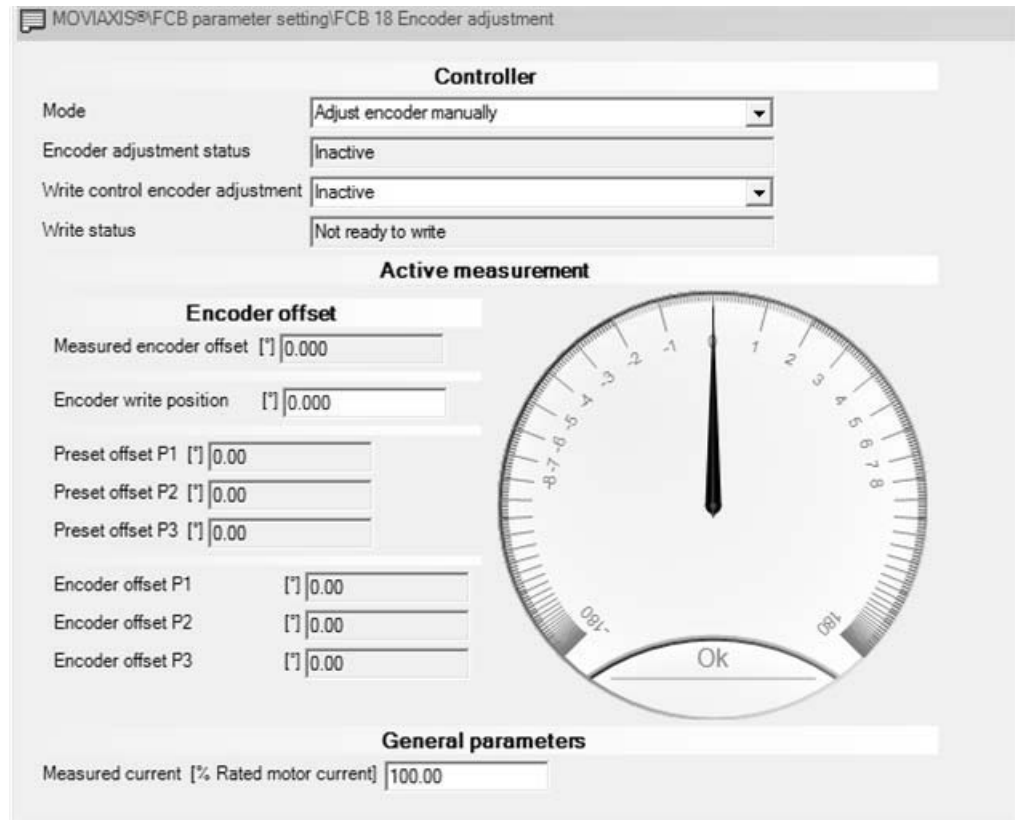 MOVIAXIS®\FCB parameter setting\FCB 18 Encoder adjustment
Controller
Mode Adjust encoder manually
Encoder adjustment status Inactive
Write control encoder adjustment Inactive
Write status Not ready to write
Active measurement
Encoder offset
Measured encoder offset [°] 0.000
Encoder write position [°] 0.000
Preset offset P1 [°] 0.00
Preset offset P2 [°] 0.00
Preset offset P3 [°] 0.00
Encoder offset P1 [°] 0.00
Encoder offset P2 [°] 0.00
Encoder offset P3 [°] 0.00
-180 -8 -7 -6 -5 -4 -3 -2 -1 0 1 2 3 4 5 6 7 8 180
Ok
General parameters
Measured current [% Rated motor current] 100.00